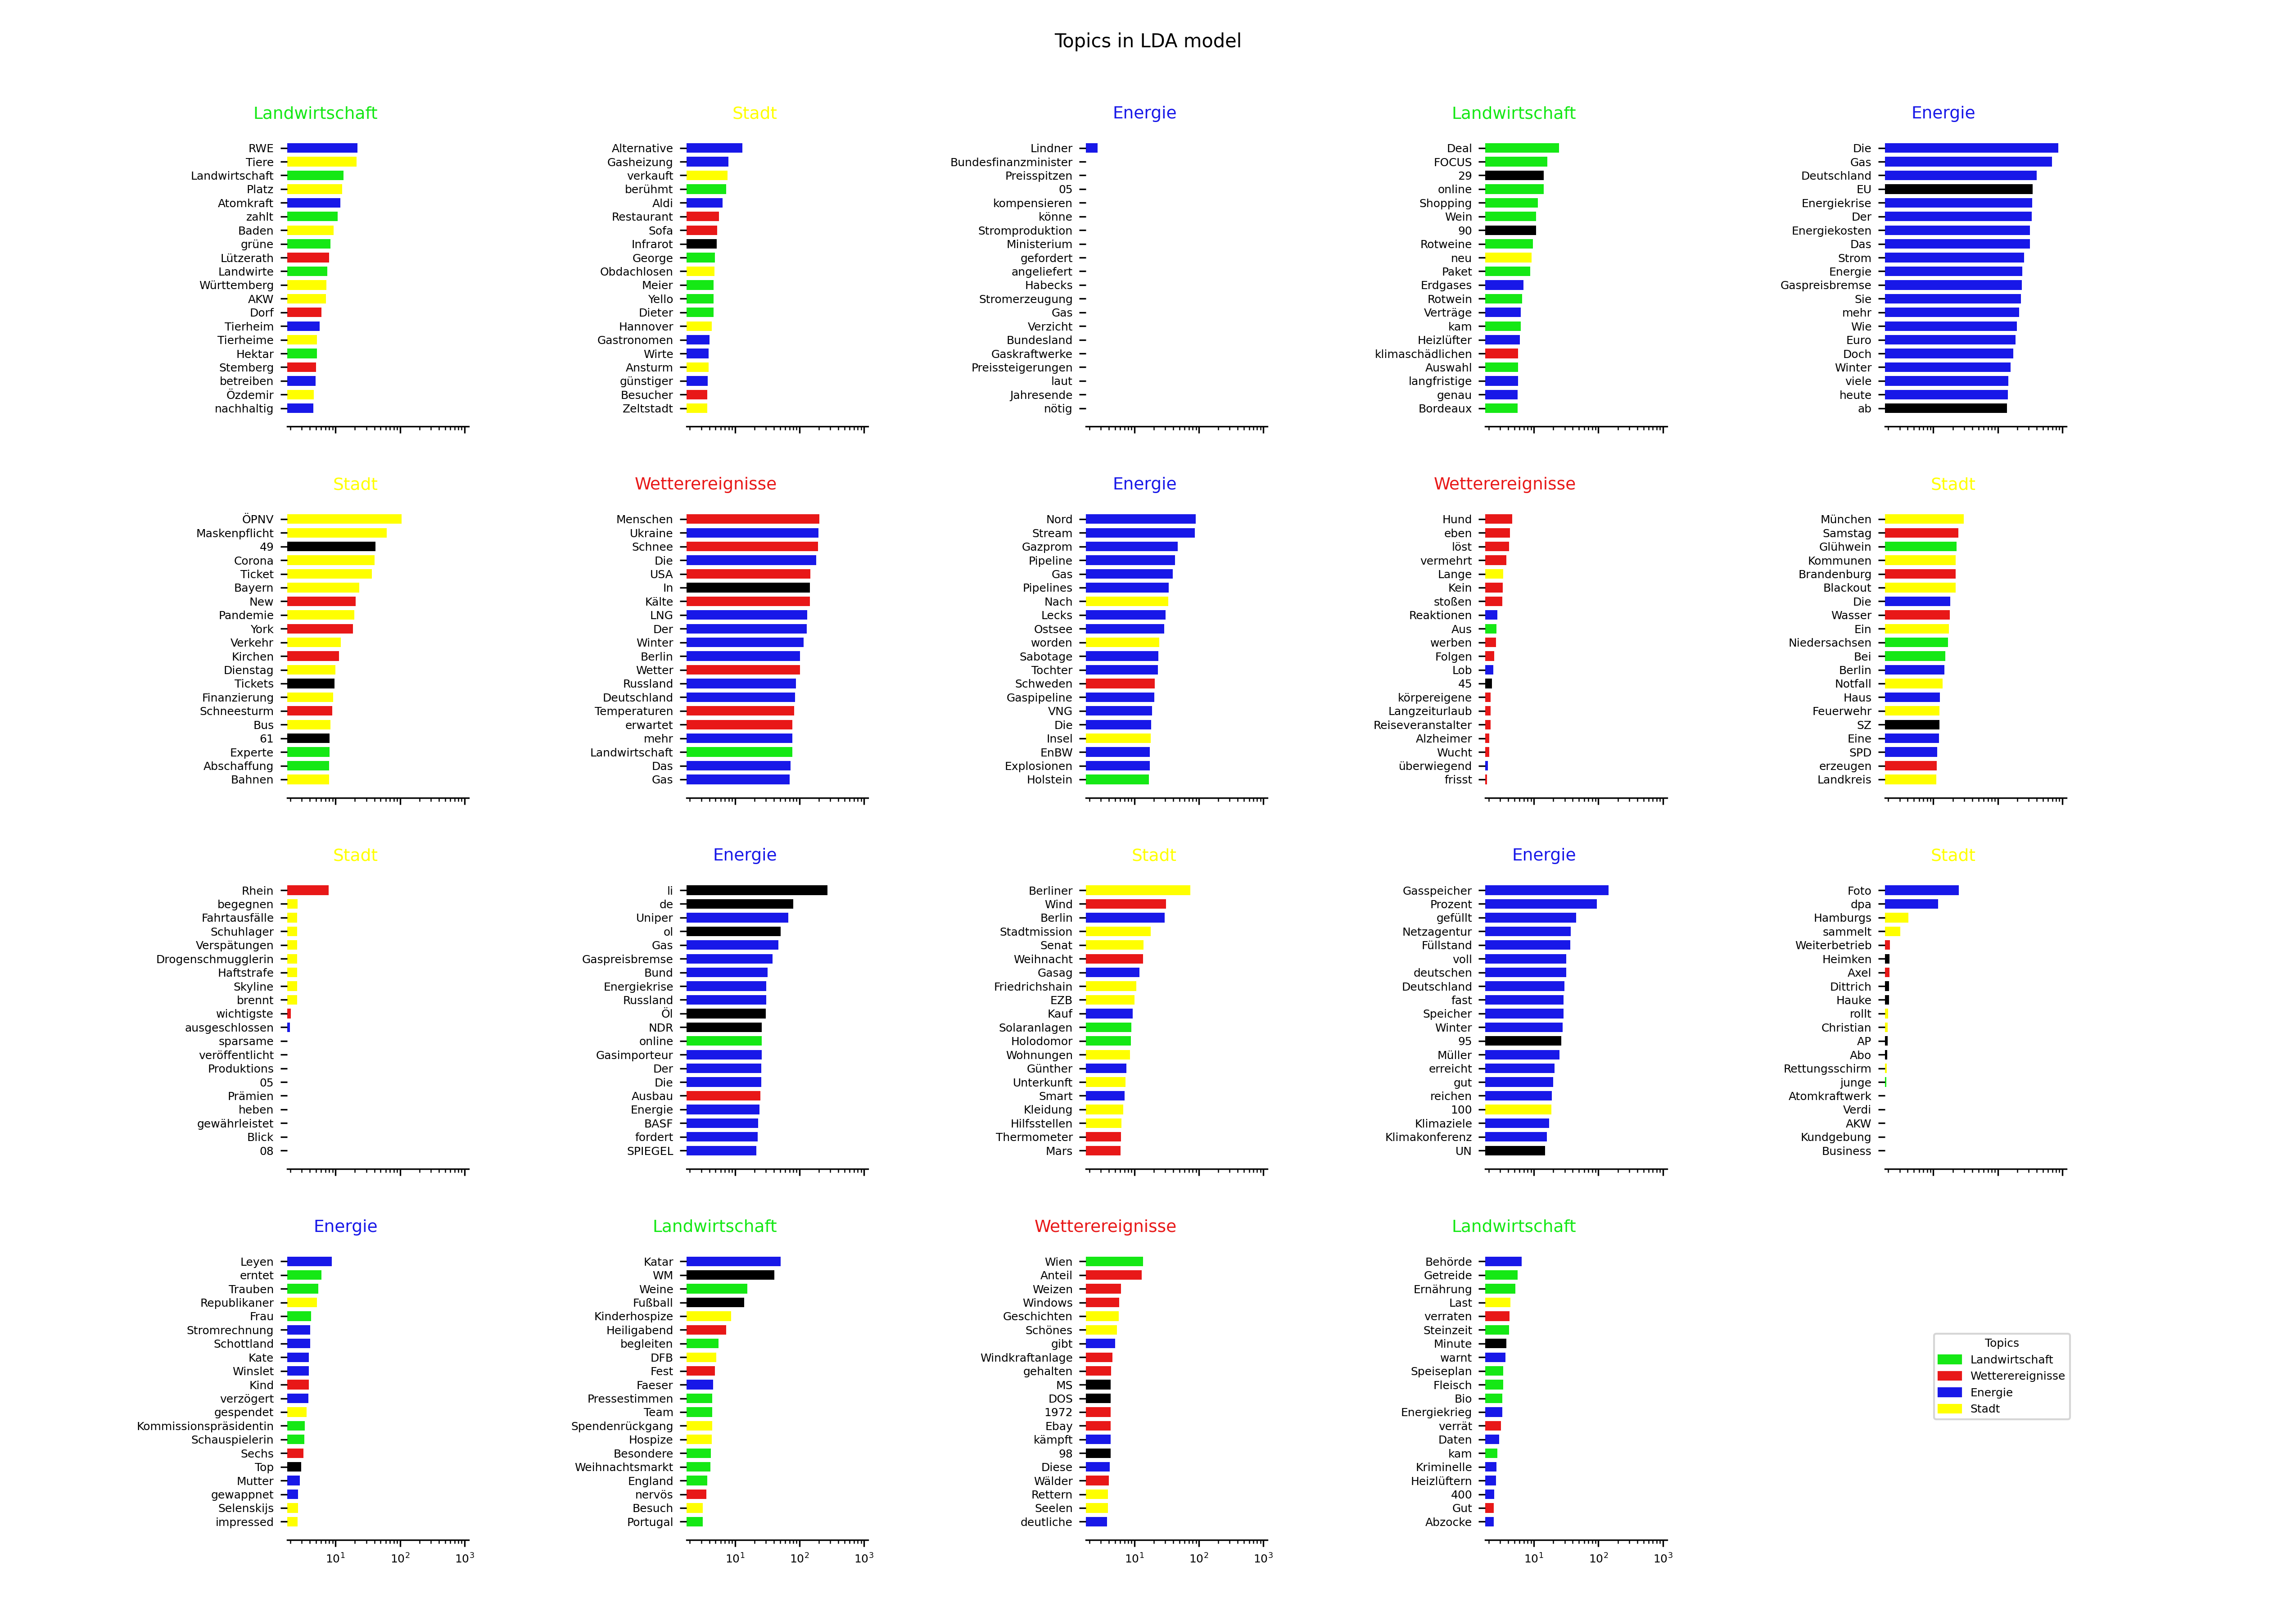 Topics in LDA model
Landwirtschaft
RWE
Tiere
Landwirtschaft
Platz
Atomkraft
zahlt
Baden
grüne
Lützerath
Landwirte
Württemberg
AKW
Dorf
Tierheim
Tierheime
Hektar
Stemberg
betreiben
Özdemir
nachhaltig
Stadt
Alternative
Gasheizung
verkauft
berühmt
Aldi
Restaurant
Sofa
Infrarot
George
Obdachlosen
Meier
Yello
Dieter
Hannover
Gastronomen
Wirte
Ansturm
günstiger
Besucher
Zeltstadt
Energie
Lindner
Bundesfinanzminister
Preisspitzen
05
kompensieren
könne
Stromproduktion
Ministerium
gefordert
angeliefert
Habecks
Stromerzeugung
Gas
Verzicht
Bundesland
Gaskraftwerke
Preissteigerungen
laut
Jahresende
nötig
Landwirtschaft
Deal
FOCUS
29
online
Shopping
Wein
90
Rotweine
neu
Paket
Erdgases
Rotwein
Verträge
kam
Heizlüfter
klimaschädlichen
Auswahl
langfristige
genau
Bordeaux
Energie
Die
Gas
Deutschland
EU
Energiekrise
Der
Energiekosten
Das
Strom
Energie
Gaspreisbremse
Sie
mehr
Wie
Euro
Doch
Winter
viele
heute
ab
Stadt
ÖPNV
Maskenpflicht
49
Corona
Ticket
Bayern
New
Pandemie
York
Verkehr
Kirchen
Dienstag
Tickets
Finanzierung
Schneesturm
Bus
61
Experte
Abschaffung
Bahnen
Wetterereignisse
Menschen
Ukraine
Schnee
Die
USA
In
Kälte
LNG
Der
Winter
Berlin
Wetter
Russland
Deutschland
Temperaturen
erwartet
mehr
Landwirtschaft
Das
Gas
Energie
Nord
Stream
Gazprom
Pipeline
Gas
Pipelines
Nach
Lecks
Ostsee
worden
Sabotage
Tochter
Schweden
Gaspipeline
VNG
Die
Insel
EnBW
Explosionen
Holstein
Wetterereignisse
Hund
eben
löst
vermehrt
Lange
Kein
stoßen
Reaktionen
Aus
werben
Folgen
Lob
45
körpereigene
Langzeiturlaub
Reiseveranstalter
Alzheimer
Wucht
überwiegend
frisst
Stadt
München
Samstag
Glühwein
Kommunen
Brandenburg
Blackout
Die
Wasser
Ein
Niedersachsen
Bei
Berlin
Notfall
Haus
Feuerwehr
SZ
Eine
SPD
erzeugen
Landkreis
Stadt
Rhein
begegnen
Fahrtausfälle
Schuhlager
Verspätungen
Drogenschmugglerin
Haftstrafe
Skyline
brennt
wichtigste
ausgeschlossen
sparsame
veröffentlicht
Produktions
05
Prämien
heben
gewährleistet
Blick
08
Energie
li
de
Uniper
ol
Gas
Gaspreisbremse
Bund
Energiekrise
Russland
Öl
NDR
online
Gasimporteur
Der
Die
Ausbau
Energie
BASF
fordert
SPIEGEL
Stadt
Berliner
Wind
Berlin
Stadtmission
Senat
Weihnacht
Gasag
Friedrichshain
EZB
Kauf
Solaranlagen
Holodomor
Wohnungen
Günther
Unterkunft
Smart
Kleidung
Hilfsstellen
Thermometer
Mars
Energie
Gasspeicher
Prozent
gefüllt
Netzagentur
Füllstand
voll
deutschen
Deutschland
fast
Speicher
Winter
95
Müller
erreicht
gut
reichen
100
Klimaziele
Klimakonferenz
UN
Stadt
Foto
dpa
Hamburgs
sammelt
Weiterbetrieb
Heimken
Axel
Dittrich
Hauke
rollt
Christian
AP
Abo
Rettungsschirm
junge
Atomkraftwerk
Verdi
AKW
Kundgebung
Business
Energie
Leyen
erntet
Trauben
Republikaner
Frau
Stromrechnung
Schottland
Kate
Winslet
Kind
verzögert
gespendet
Kommissionspräsidentin
Schauspielerin
Sechs
Top
Mutter
gewappnet
Selenskijs
impressed
10¹ 10² 10³
Landwirtschaft
Katar
WM
Weine
Fußball
Kinderhospize
Heiligabend
begleiten
DFB
Fest
Faeser
Pressestimmen
Team
Spendenrückgang
Hospize
Besondere
Weihnachtsmarkt
England
nervös
Besuch
Portugal
10¹ 10² 10³
Wetterereignisse
Wien
Anteil
Weizen
Windows
Geschichten
Schönes
gibt
Windkraftanlage
gehalten
MS
DOS
1972
Ebay
kämpft
98
Diese
Wälder
Rettern
Seelen
deutliche
10¹ 10² 10³
Landwirtschaft
Behörde
Getreide
Ernährung
Last
verraten
Steinzeit
Minute
warnt
Speiseplan
Fleisch
Bio
Energiekrieg
verrät
Daten
kam
Kriminelle
Heizlüftern
400
Gut
Abzocke
10¹ 10² 10³
Topics
Landwirtschaft
Wetterereignisse
Energie
Stadt